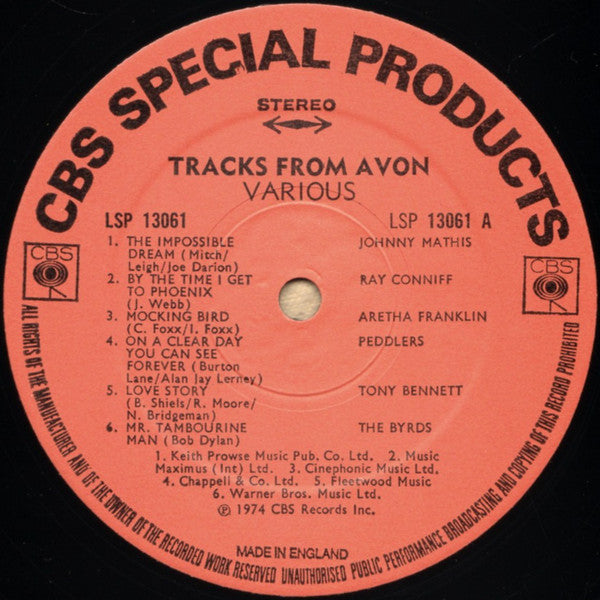 CBS SPECIAL PRODUCTS
STEREO
TRACKS FROM AVON
VARIOUS
LSP 13061 LSP 13061 A
CBS CBS
1. THE IMPOSSIBLE JOHNNY MATHIS
DREAM (Mitch/
Leigh/Joe Darion)
2. BY THE TIME I GET RAY CONNIFF
TO PHOENIX
(J. Webb)
3. MOCKING BIRD ARETHA FRANKLIN
(C. Foxx/I. Foxx)
4. ON A CLEAR DAY PEDDLERS
YOU CAN SEE
FOREVER (Burton
Lane/Alan Jay Lerney)
5. LOVE STORY TONY BENNETT
(B. Shiels/R. Moore/
N. Bridgeman)
6. MR. TAMBOURINE THE BYRDS
MAN (Bob Dylan)
1. Keith Prowse Music Pub. Co. Ltd. 2. Music
Maximus (Int) Ltd. 3. Cinephonic Music Ltd.
4. Chappell & Co. Ltd. 5. Fleetwood Music
6. Warner Bros. Music Ltd.
℗ 1974 CBS Records Inc.
MADE IN ENGLAND
ALL RIGHTS OF THE MANUFACTURER AND OF THE OWNER OF THE RECORDED WORK RESERVED UNAUTHORISED PUBLIC PERFORMANCE BROADCASTING AND COPYING OF THIS RECORD PROHIBITED